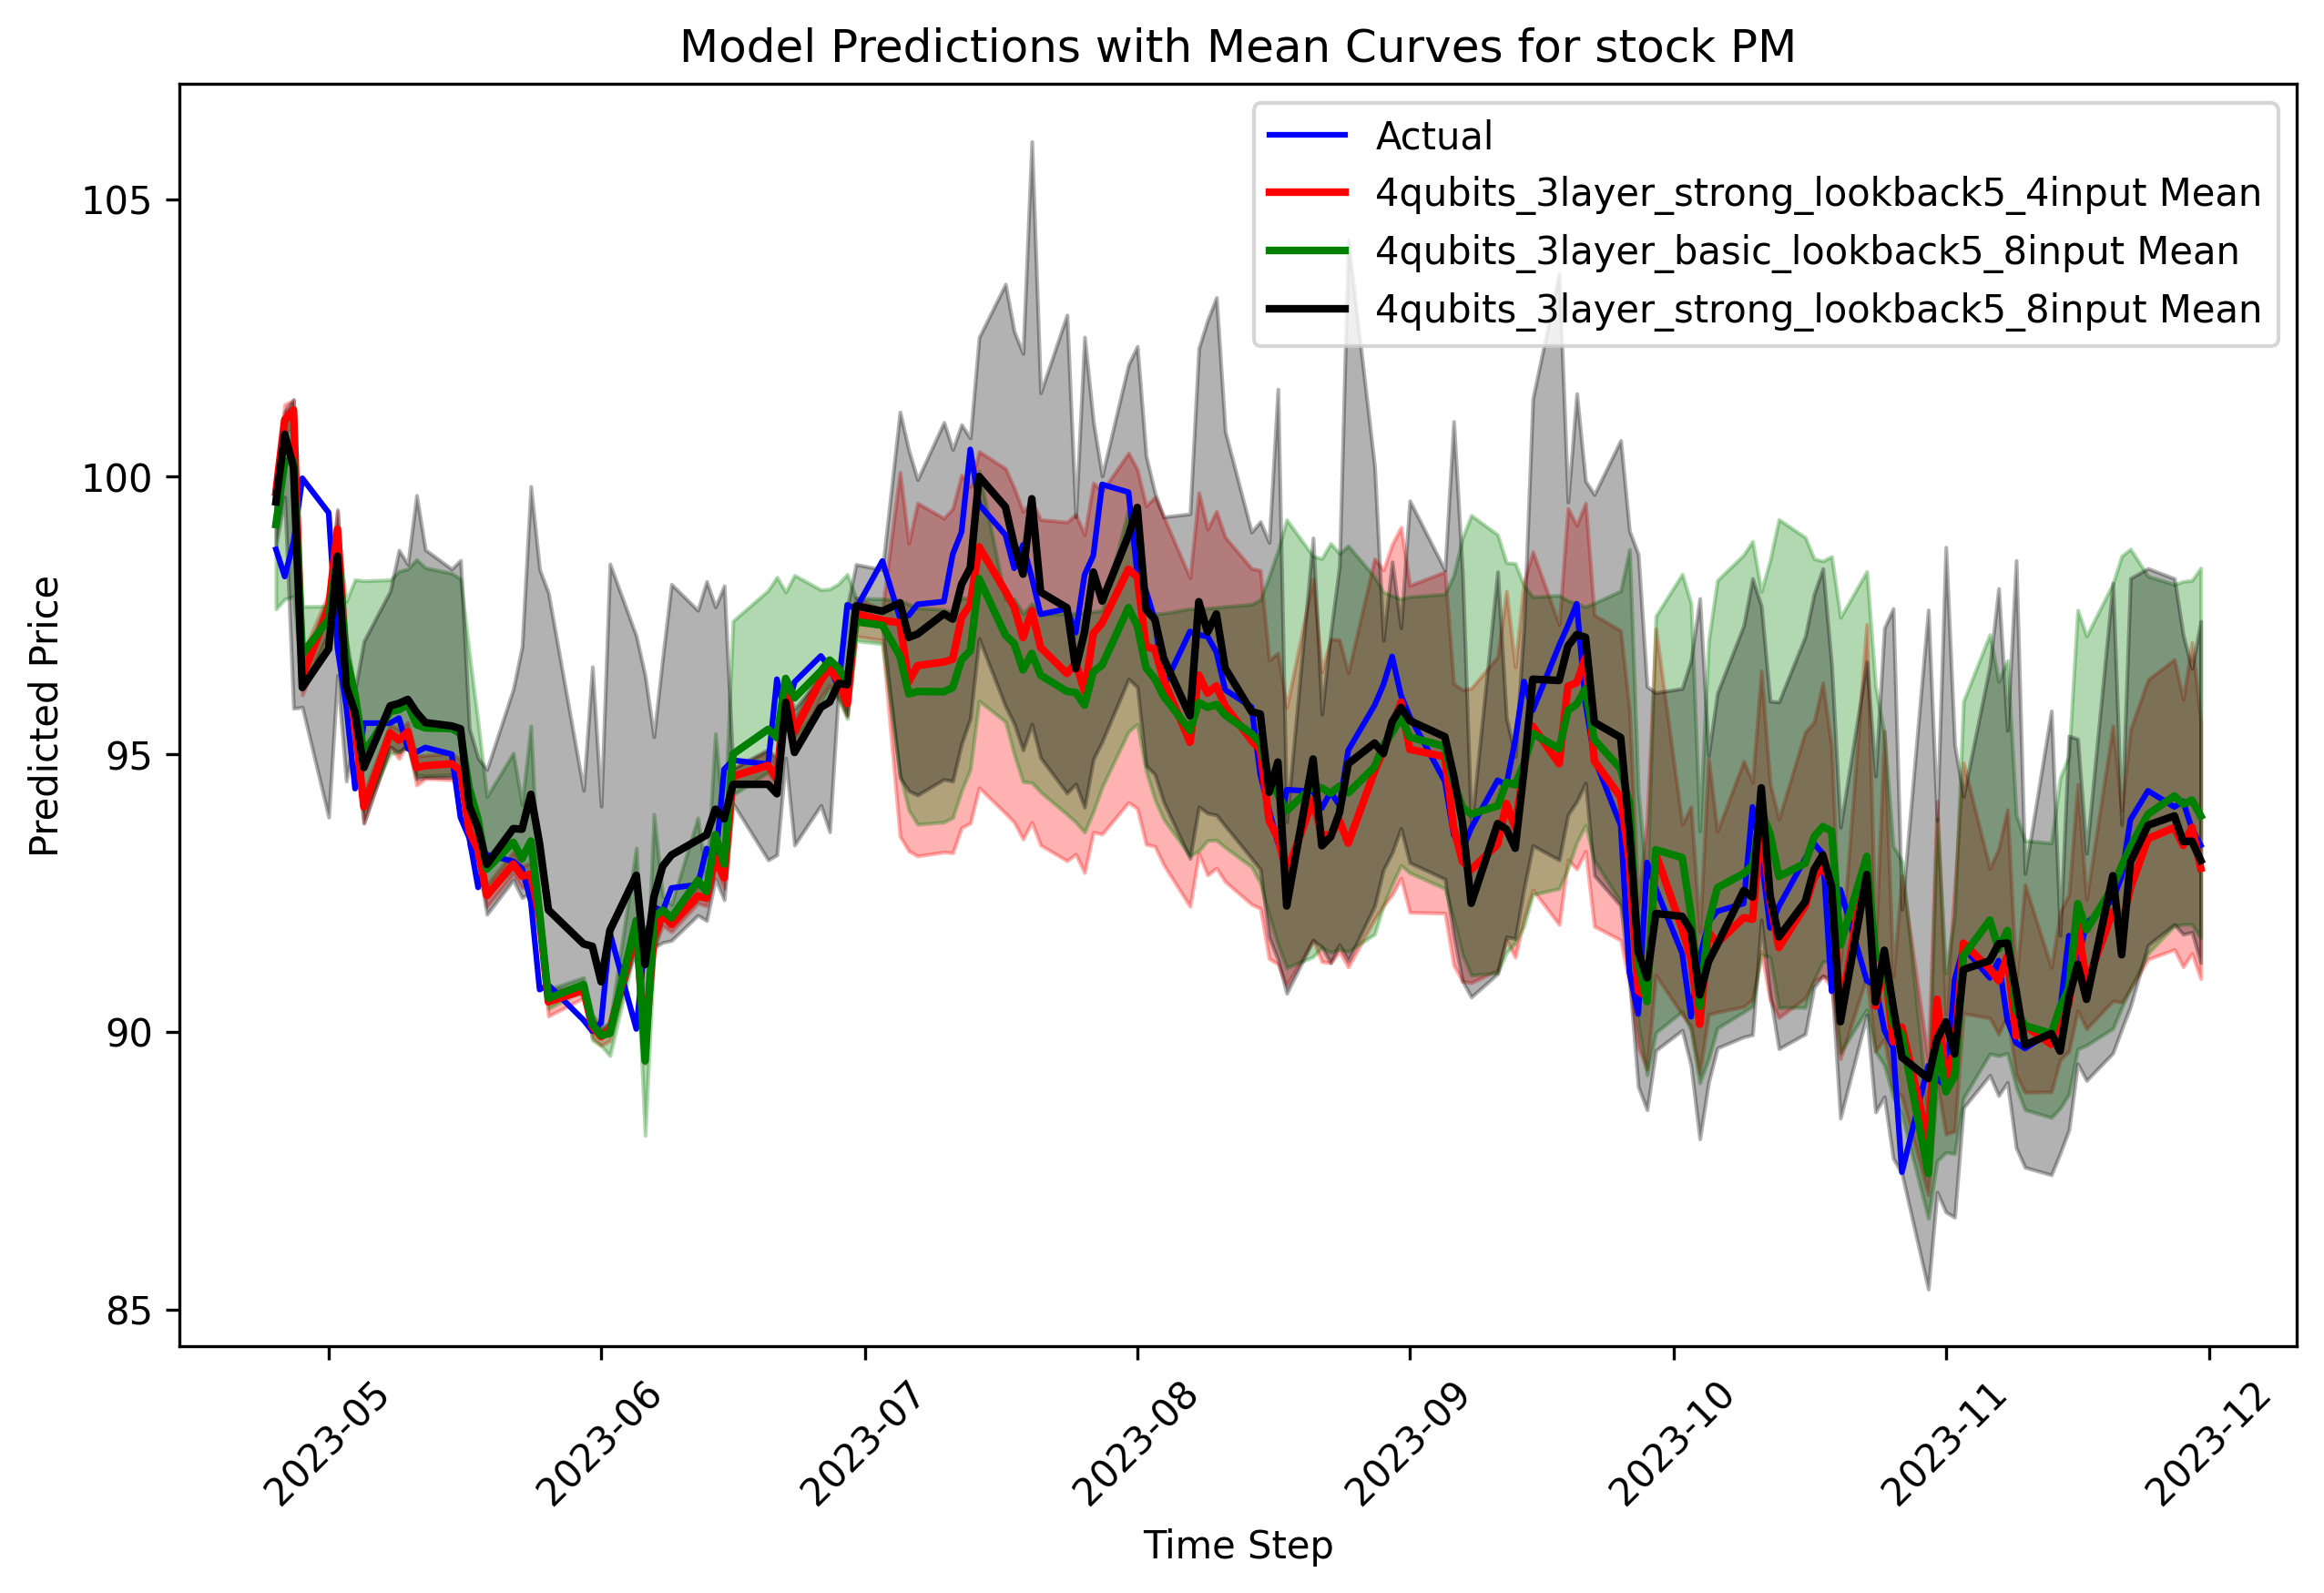 Model Predictions with Mean Curves for stock PM
Actual
4qubits_3layer_strong_lookback5_4input Mean
4qubits_3layer_basic_lookback5_8input Mean
4qubits_3layer_strong_lookback5_8input Mean
Predicted Price
105
100
95
90
85
2023-05
2023-06
2023-07
2023-08
2023-09
2023-10
2023-11
2023-12
Time Step